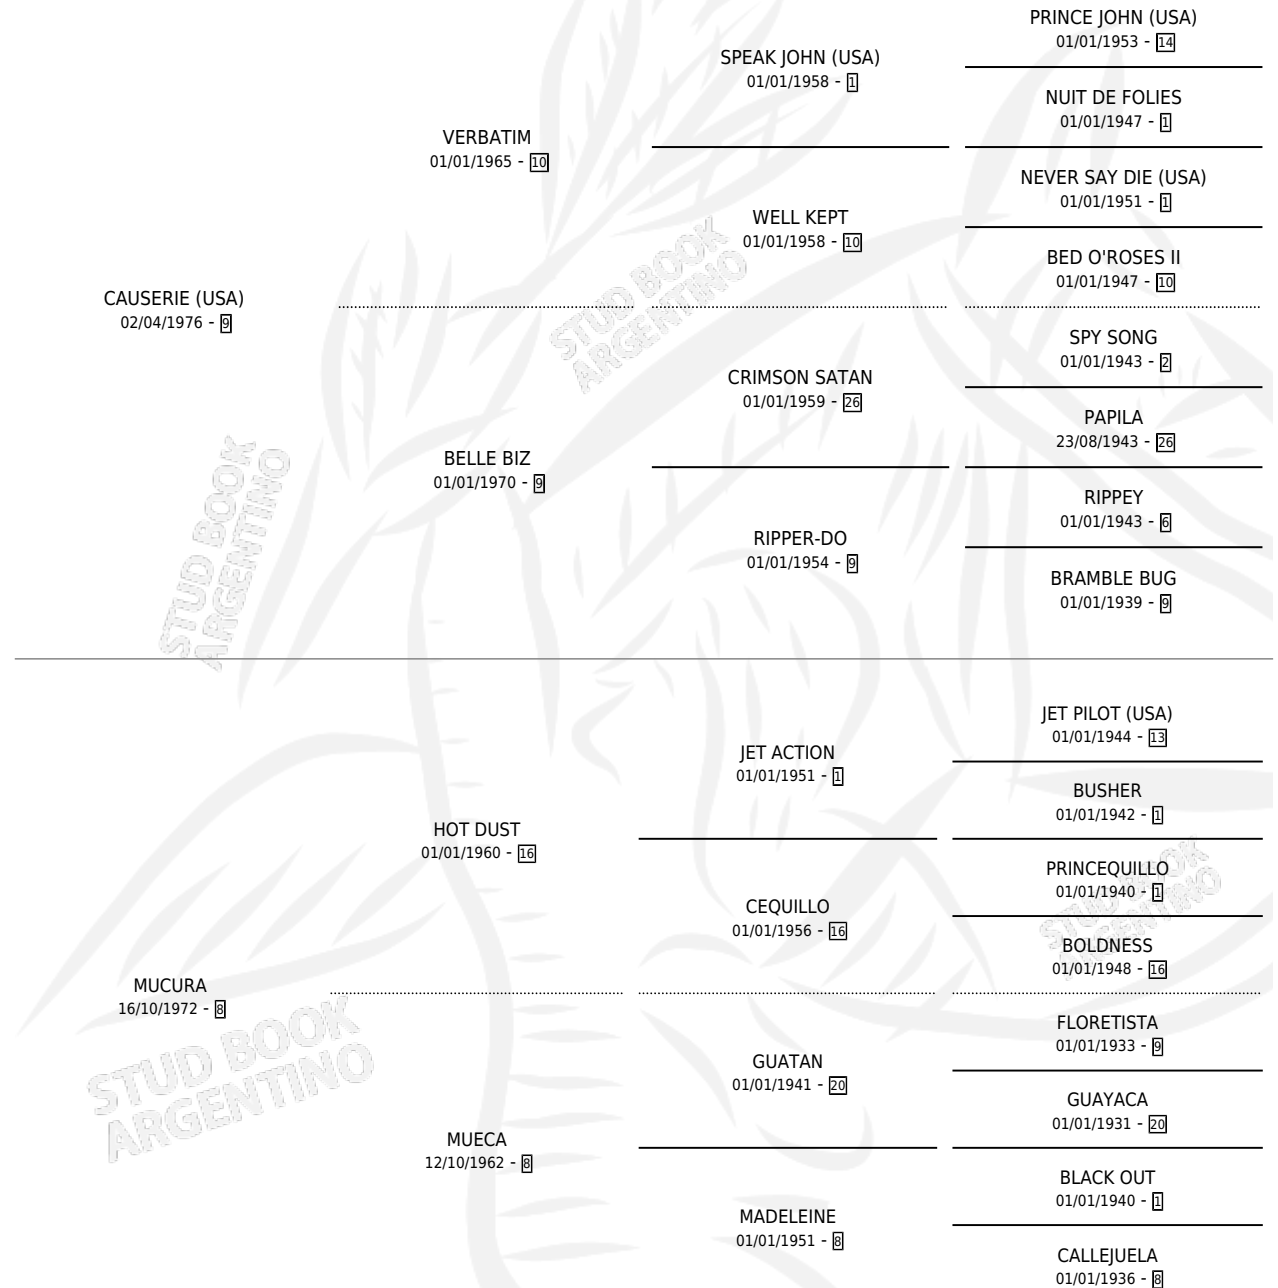 PRINCE JOHN (USA)
01/01/1953 - 14
SPEAK JOHN (USA)
01/01/1958 - 1
NUIT DE FOLIES
01/01/1947 - 1
VERBATIM
01/01/1965 - 10
NEVER SAY DIE (USA)
01/01/1951 - 1
WELL KEPT
01/01/1958 - 10
BED O'ROSES II
01/01/1947 - 10
CAUSERIE (USA)
02/04/1976 - 9
STUD BOOK
ARGENTINO
SPY SONG
01/01/1943 - 2
CRIMSON SATAN
01/01/1959 - 26
PAPILA
23/08/1943 - 26
BELLE BIZ
01/01/1970 - 9
RIPPEY
01/01/1943 - 6
RIPPER-DO
01/01/1954 - 9
BRAMBLE BUG
01/01/1939 - 9
STUD BOOK
ARGENTINO
JET PILOT (USA)
01/01/1944 - 13
JET ACTION
01/01/1951 - 1
BUSHER
01/01/1942 - 1
HOT DUST
01/01/1960 - 16
PRINCEQUILLO
01/01/1940 - 1
CEQUILLO
01/01/1956 - 16
STUD BOOK
ARGENTINO
BOLDNESS
01/01/1948 - 16
MUCURA
16/10/1972 - 8
STUD BOOK
ARGENTINO
FLORETISTA
01/01/1933 - 9
GUATAN
01/01/1941 - 20
GUAYACA
01/01/1931 - 20
MUECA
12/10/1962 - 8
BLACK OUT
01/01/1940 - 1
MADELEINE
01/01/1951 - 8
CALLEJUELA
01/01/1936 - 8